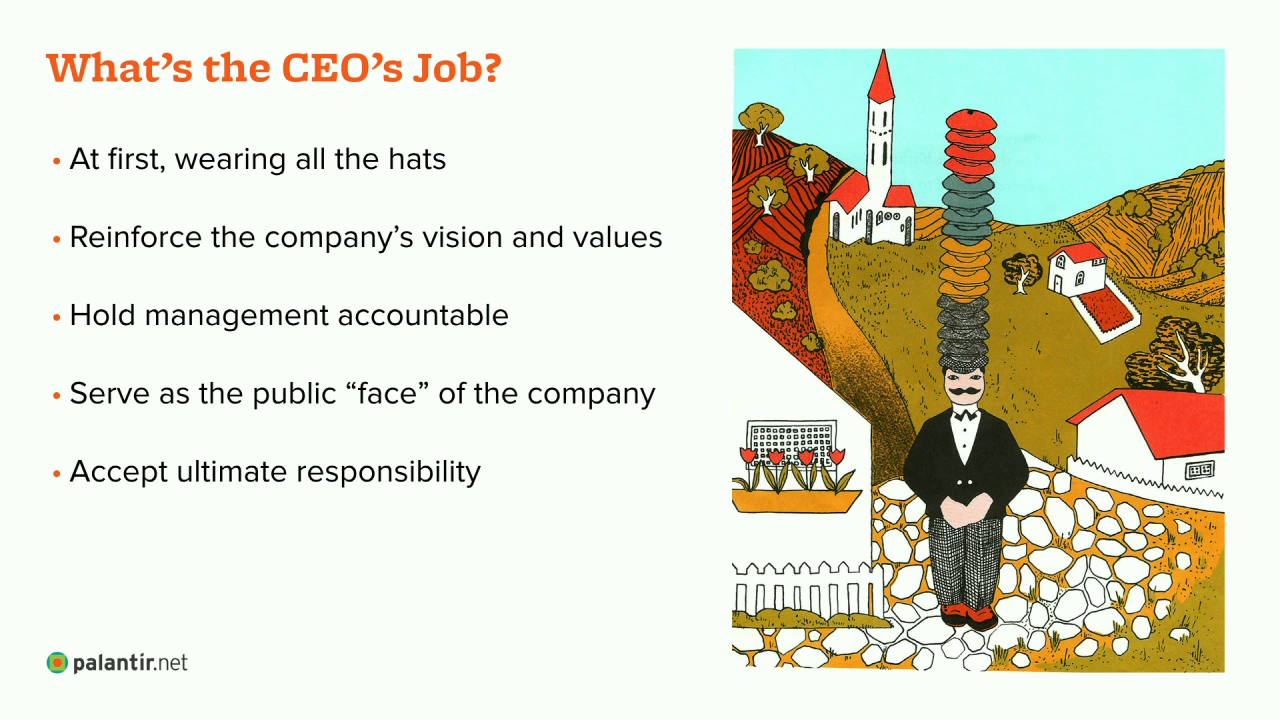 What’s the CEO’s Job?
• At first, wearing all the hats
• Reinforce the company’s vision and values
• Hold management accountable
• Serve as the public “face” of the company
• Accept ultimate responsibility
palantir.net